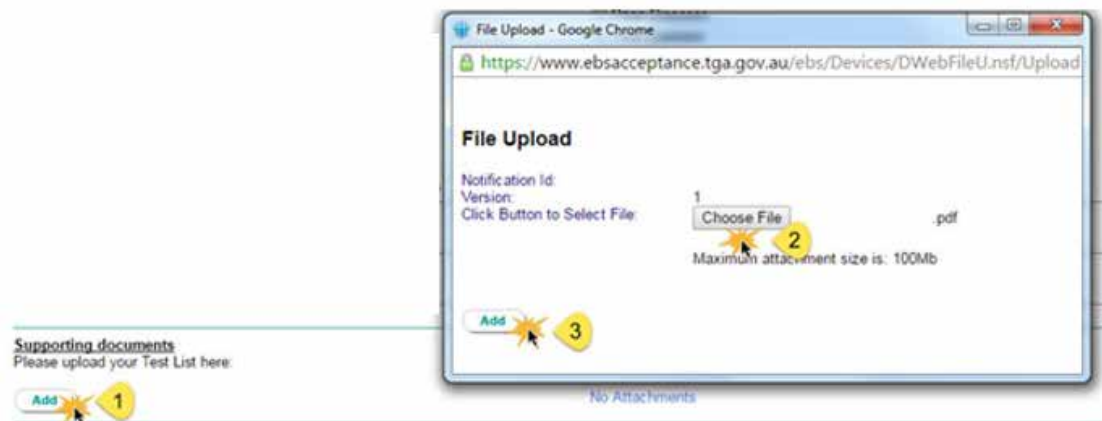 File Upload - Google Chrome
https://www.ebsacceptance.tga.gov.au/ebs/Devices/DWebFileU.nsf/Upload
File Upload
Notification Id:
Version: 1
Click Button to Select File: Choose File .pdf
2
Maximum attachment size is: 100Mb
Add 3
Supporting documents
Please upload your Test List here:
Add 1
No Attachments